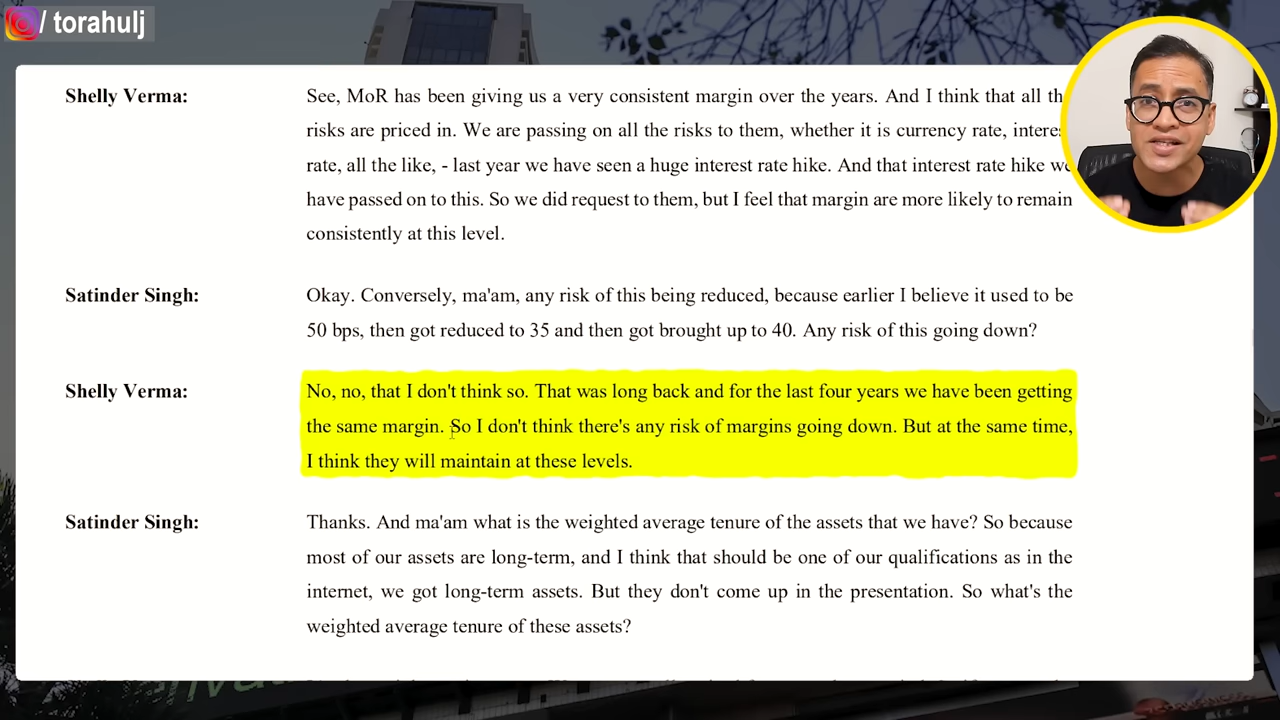 / torahulj
Shelly Verma:
See, MoR has been giving us a very consistent margin over the years. And I think that all
risks are priced in. We are passing on all the risks to them, whether it is currency rate,
rate, all the like, - last year we have seen a huge interest rate hike. And that interest rate hike
have passed on to this. So we did request to them, but I feel that margin are more likely to remain
consistently at this level.
Satinder Singh:
Okay. Conversely, ma'am, any risk of this being reduced, because earlier I believe it used to be
50 bps, then got reduced to 35 and then got brought up to 40. Any risk of this going down?
Shelly Verma:
No, no, that I don't think so. That was long back and for the last four years we have been getting
the same margin. So I don't think there's any risk of margins going down. But at the same time,
I think they will maintain at these levels.
Satinder Singh:
Thanks. And ma'am what is the weighted average tenure of the assets that we have? So because
most of our assets are long-term, and I think that should be one of our qualifications as in the
internet, we got long-term assets. But they don't come up in the presentation. So what's the
weighted average tenure of these assets?